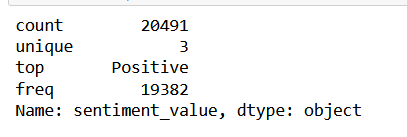 count 20491
unique 3
top Positive
freq 19382
Name: sentiment_value, dtype: object